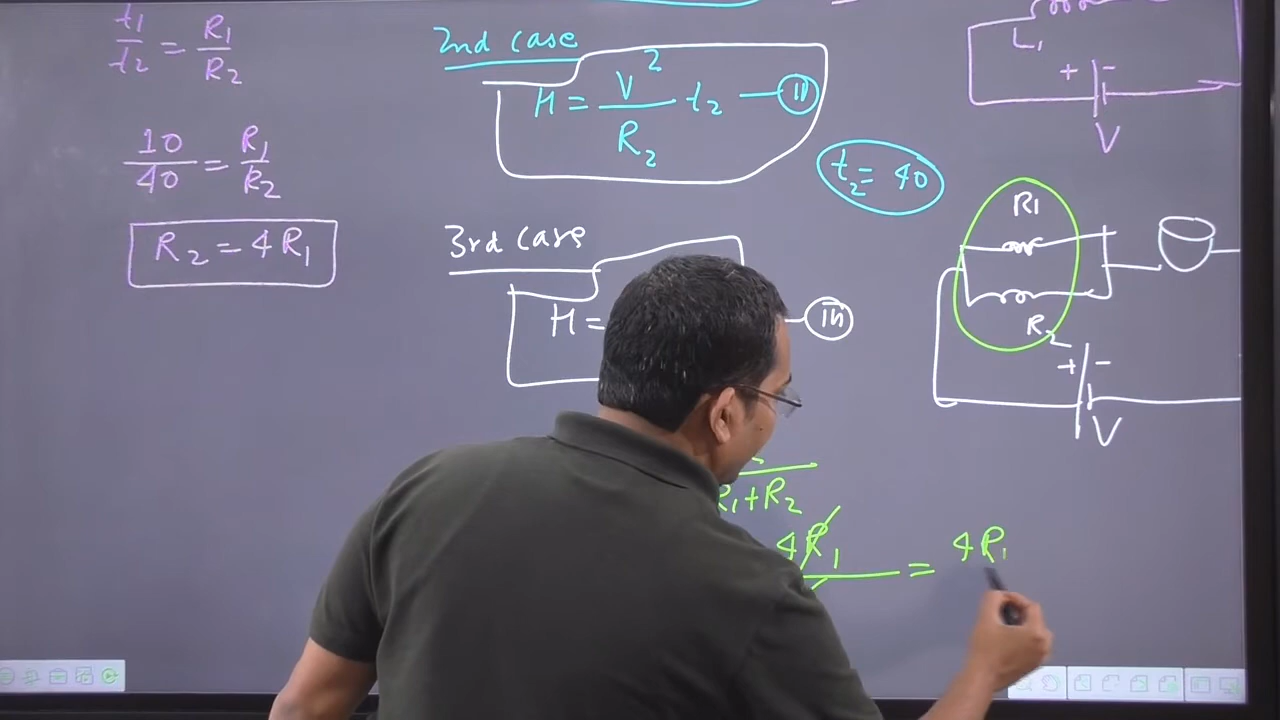 t1/t2 = R1/R2
10/40 = R1/R2
R2 = 4R1
2nd case
H = V²/R2 t2 — II
t2 = 40
3rd case
H =
III
R1+R2
4R1
= 4R1
L1
+ -
V
R1
R2
+ -
V